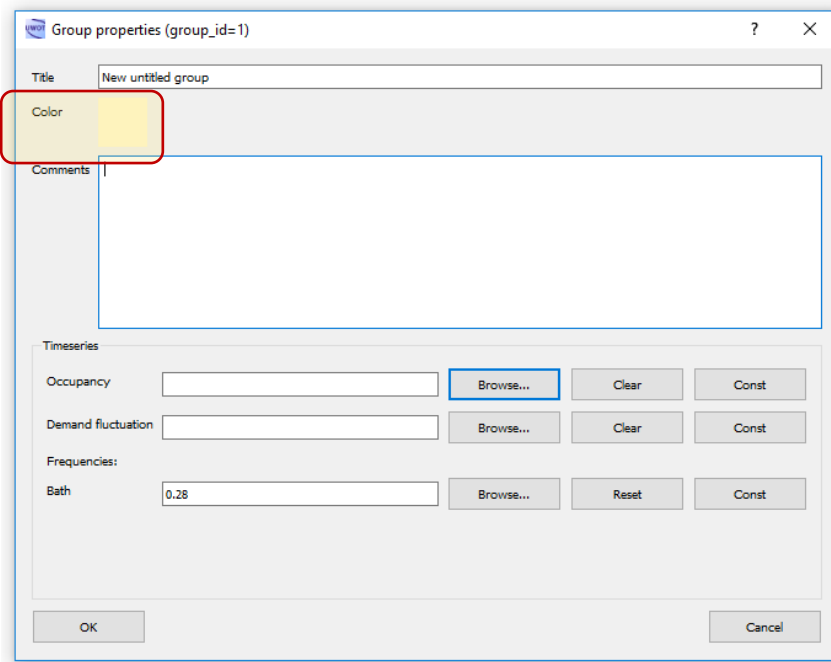 UWOT Group properties (group_id=1) ?
Title New untitled group
Color
Comments
Timeseries
Occupancy Browse... Clear Const
Demand fluctuation Browse... Clear Const
Frequencies:
Bath 0.28 Browse... Reset Const
OK Cancel